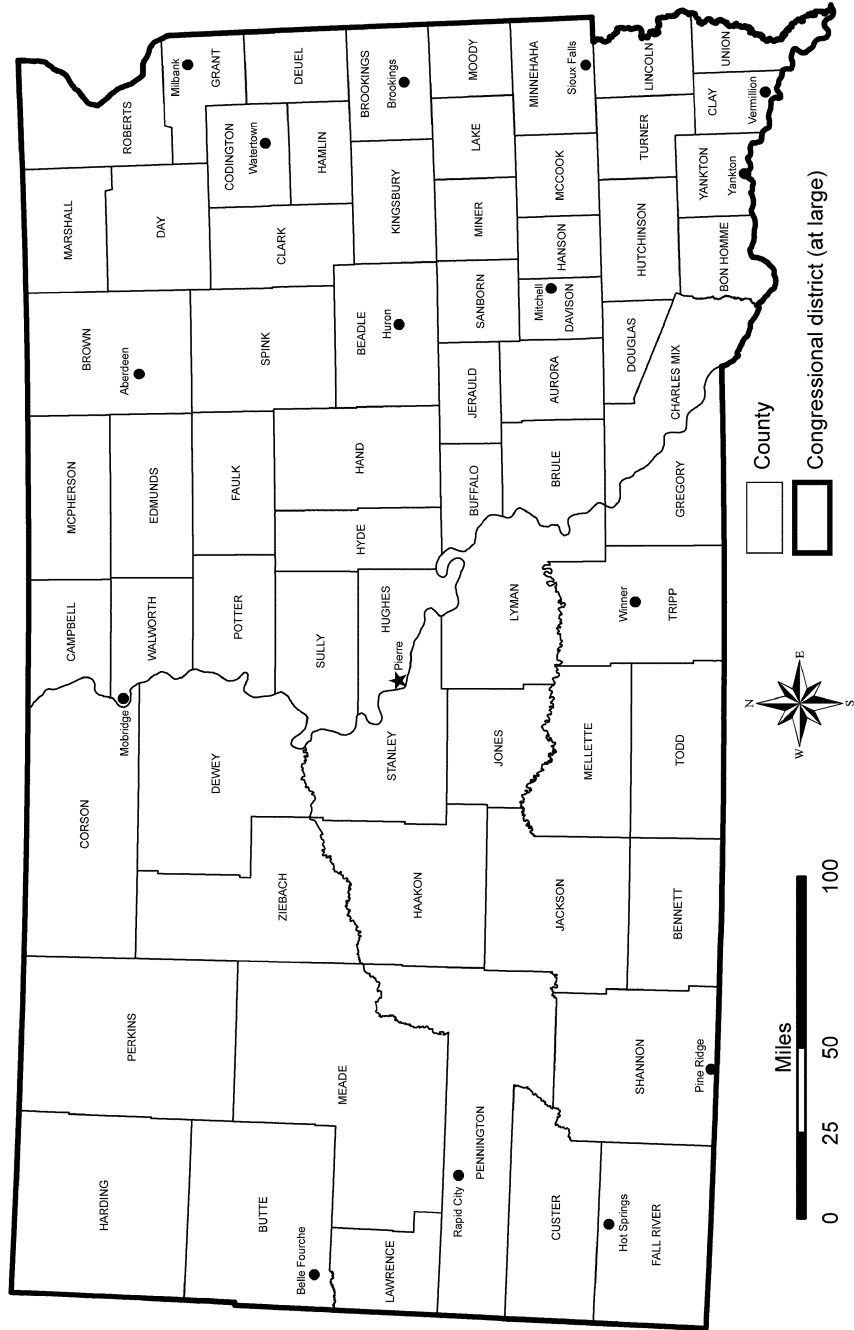 HARDING
PERKINS
CORSON
CAMPBELL
MCPHERSON
BROWN
MARSHALL
ROBERTS
Mobridge
WALWORTH
EDMUNDS
Aberdeen
DAY
Milbank
GRANT
BUTTE
Belle Fourche
DEWEY
POTTER
FAULK
SPINK
CODINGTON
Watertown
DEUEL
CLARK
HAMLIN
ZIEBACH
SULLY
HYDE
HAND
BEADLE
Huron
KINGSBURY
BROOKINGS
Brookings
MEADE
LAWRENCE
HAAKON
STANLEY
HUGHES
Pierre
BUFFALO
JERAULD
SANBORN
MINER
LAKE
MOODY
Rapid City
PENNINGTON
JACKSON
JONES
LYMAN
BRULE
AURORA
Mitchell
DAVISON
HANSON
MCCOOK
MINNEHAHA
Sioux Falls
CUSTER
MELLETTE
Winner
TRIPP
GREGORY
DOUGLAS
CHARLES MIX
HUTCHINSON
TURNER
LINCOLN
Hot Springs
FALL RIVER
SHANNON
Pine Ridge
BENNETT
TODD
BON HOMME
YANKTON
Yankton
CLAY
Vermillion
UNION
Miles
0
25
50
100
N
W
E
S
County
Congressional district (at large)